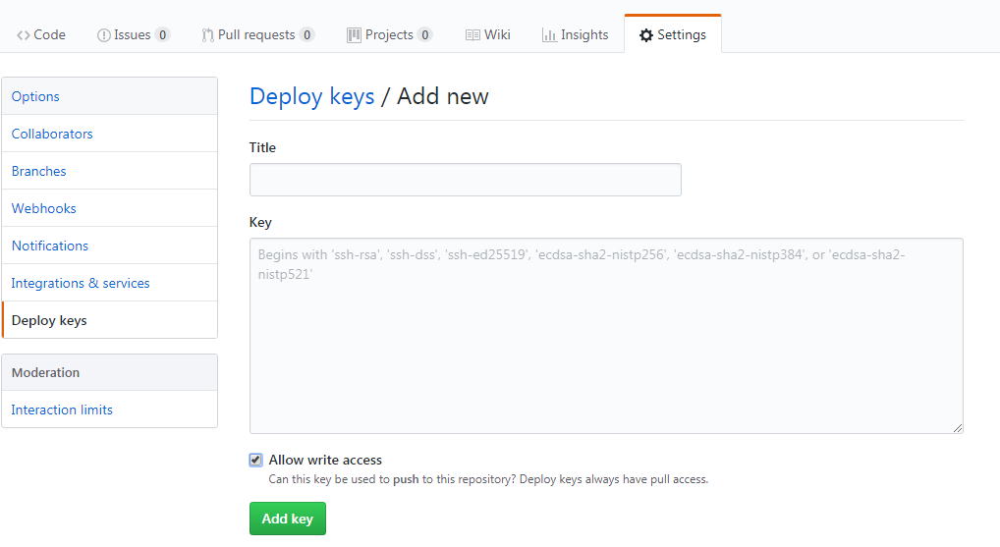 Code Issues 0 Pull requests 0 Projects 0 Wiki Insights Settings
Options
Collaborators
Branches
Webhooks
Notifications
Integrations & services
Deploy keys
Moderation
Interaction limits
Deploy keys / Add new
Title
Key
Begins with 'ssh-rsa', 'ssh-dss', 'ssh-ed25519', 'ecdsa-sha2-nistp256', 'ecdsa-sha2-nistp384', or 'ecdsa-sha2-
nistp521'
Allow write access
Can this key be used to push to this repository? Deploy keys always have pull access.
Add key